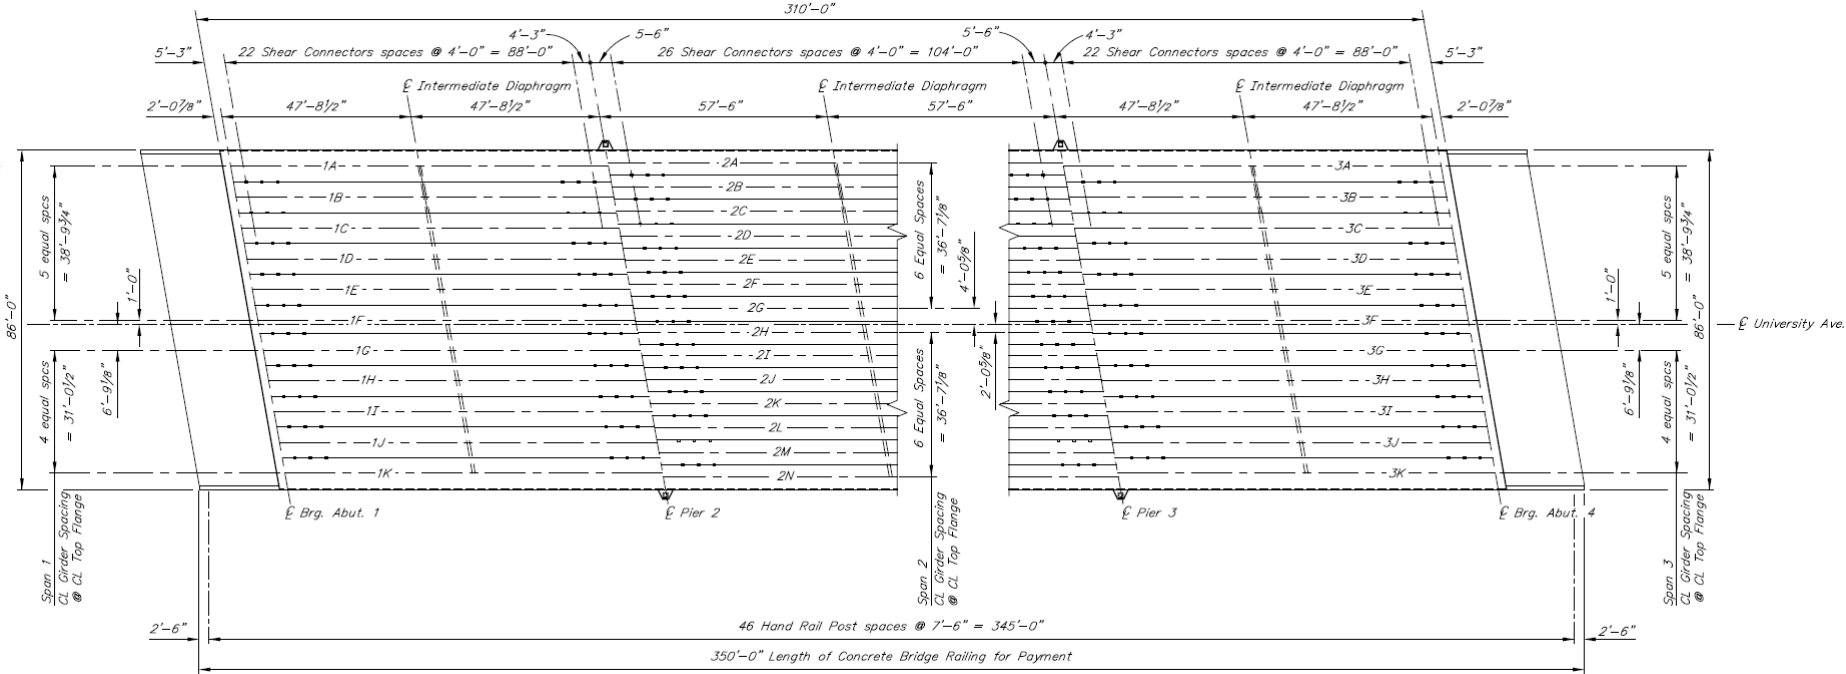 310'-0"
5'-3"
22 Shear Connectors spaces @ 4'-0" = 88'-0"
4'-3"
5-6"
26 Shear Connectors spaces @ 4'-0" = 104'-0"
5'-6"
4'-3"
22 Shear Connectors spaces @ 4'-0" = 88'-0"
5'-3"
℄ Intermediate Diaphragm
℄ Intermediate Diaphragm
℄ Intermediate Diaphragm
2'-0⅞"
47'-8½"
47'-8½"
57'-6"
57'-6"
47'-8½"
47'-8½"
2'-0⅞"
1A
1B
1C
1D
1E
1F
1G
1H
1I
1J
1K
2A
2B
2C
2D
2E
2F
2G
2H
2I
2J
2K
2L
2M
2N
3A
3B
3C
3D
3E
3F
3G
3H
3I
3J
3K
86'-0"
5 equal spcs
= 38'-9¾"
1'-0"
4 equal spcs
= 31'-0½"
6'-9⅛"
Span 1
CL Girder Spacing
@ CL Top Flange
6 Equal Spaces
= 36'-7⅛"
4'-0⅝"
6 Equal Spaces
= 36'-7⅛"
2'-0⅝"
Span 2
CL Girder Spacing
@ CL Top Flange
5 equal spcs
= 38'-9¾"
1'-0"
86'-0"
4 equal spcs
= 31'-0½"
6'-9⅛"
Span 3
CL Girder Spacing
@ CL Top Flange
℄ University Ave.
℄ Brg. Abut. 1
℄ Pier 2
℄ Pier 3
℄ Brg. Abut. 4
2'-6"
46 Hand Rail Post spaces @ 7'-6" = 345'-0"
2'-6"
350'-0" Length of Concrete Bridge Railing for Payment